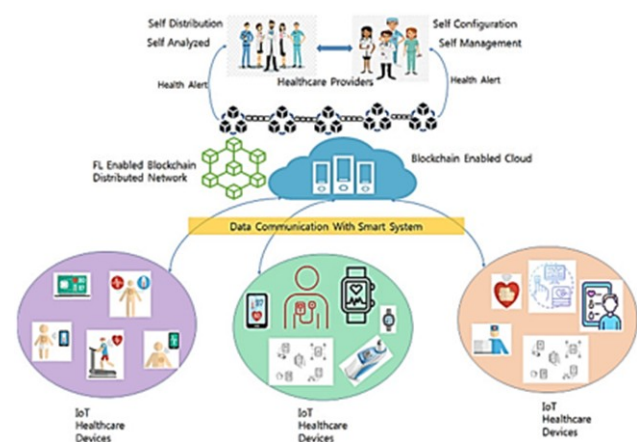 Self Distribution
Self Configuration
Self Analyzed
Self Management
Health Alert
Healthcare Providers
Health Alert
FL Enabled Blockchain
Distributed Network
Blockchain Enabled Cloud
Data Communication With Smart System
IoT
Healthcare
Devices
IoT
Healthcare
Devices
IoT
Healthcare
Devices